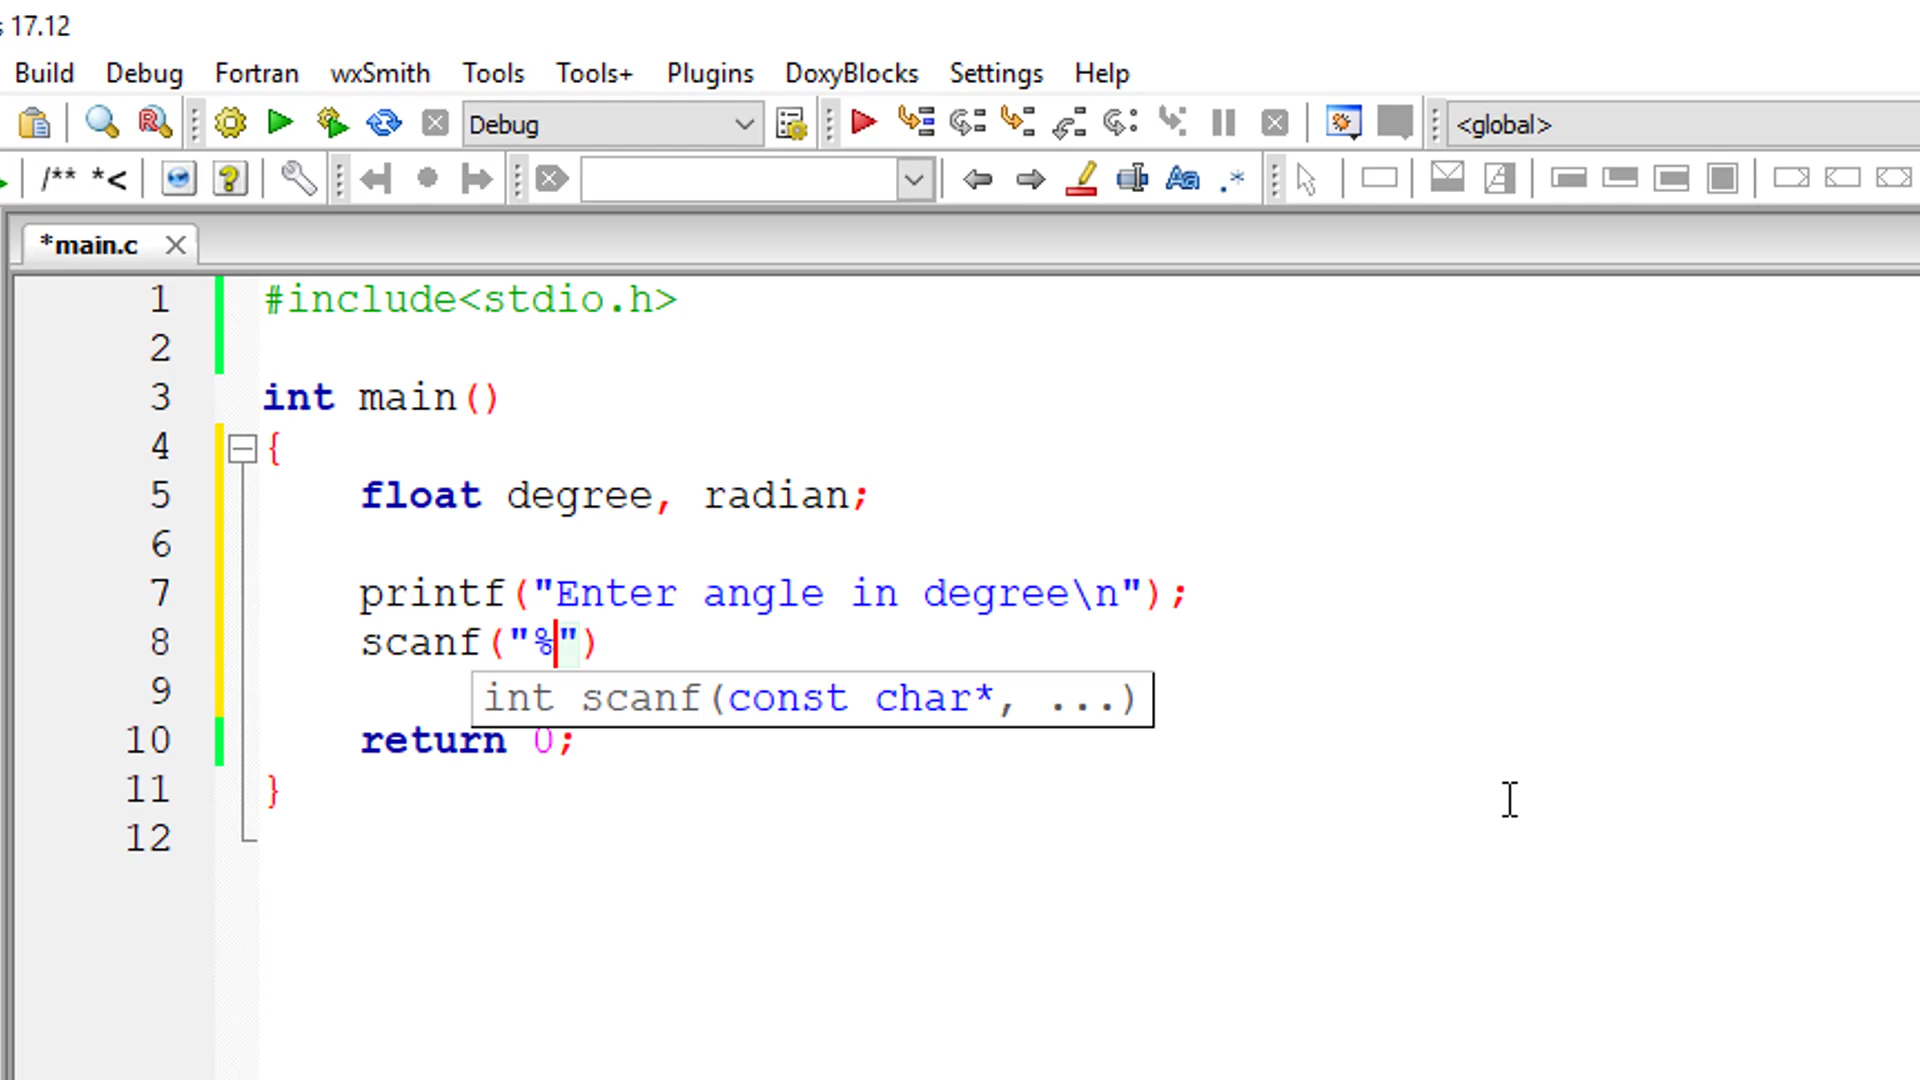 17.12
Build Debug Fortran wxSmith Tools Tools+ Plugins DoxyBlocks Settings Help
Debug <global>
/** *<
*main.c
1 #include<stdio.h>
2
3 int main()
4 {
5 float degree, radian;
6
7 printf("Enter angle in degree\n");
8 scanf("%")
9 int scanf(const char*, ...)
10 return 0;
11 }
12